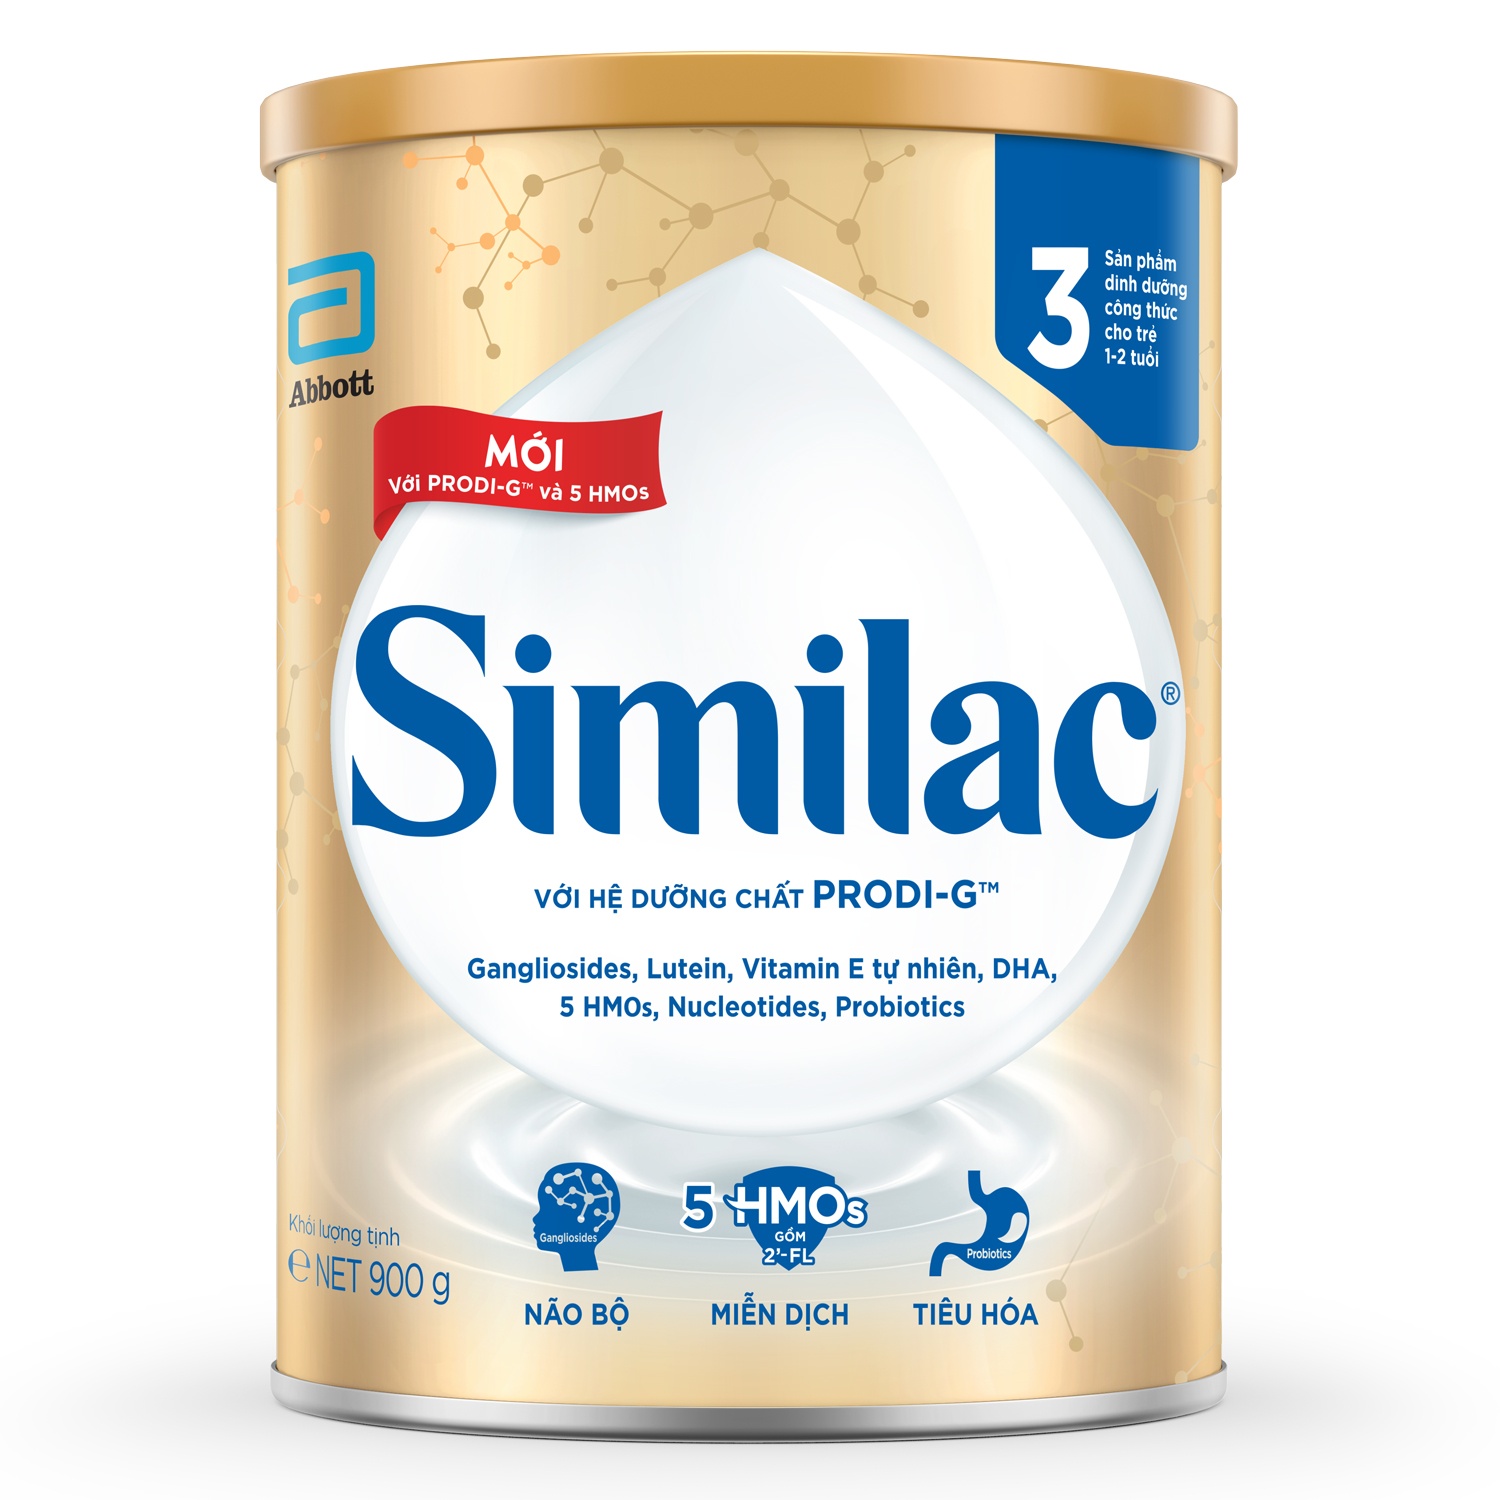 3
Sản phẩm
dinh dưỡng
công thức
cho trẻ
1-2 tuổi
Abbott
MỚI
Với PRODI-G™ và 5 HMOs
Similac®
VỚI HỆ DƯỠNG CHẤT PRODI-G™
Gangliosides, Lutein, Vitamin E tự nhiên, DHA,
5 HMOs, Nucleotides, Probiotics
Gangliosides
5 HMOs
GỒM
2’-FL
Probiotics
NÃO BỘ
MIỄN DỊCH
TIÊU HÓA
Khối lượng tịnh
℮ NET 900 g